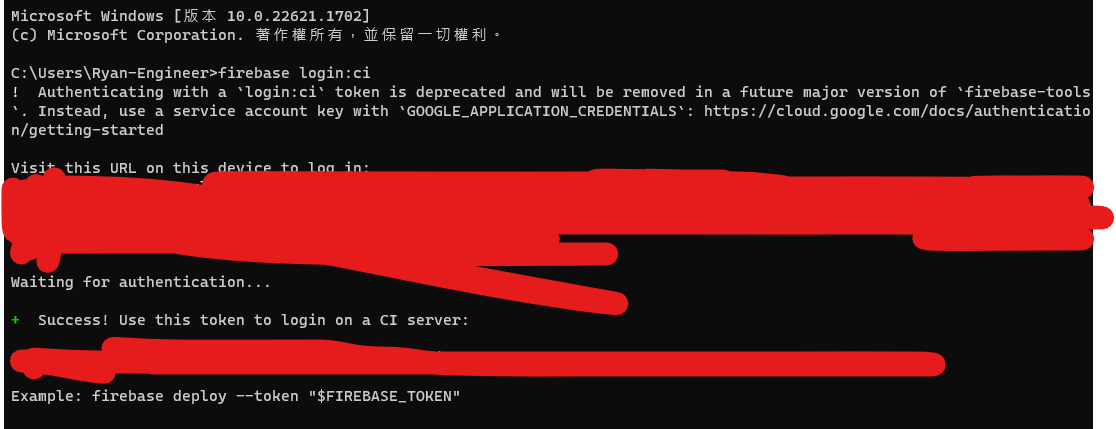 Microsoft Windows [版本 10.0.22621.1702]
(c) Microsoft Corporation. 著作權所有，並保留一切權利。
C:\Users\Ryan-Engineer>firebase login:ci
!  Authenticating with a `login:ci` token is deprecated and will be removed in a future major version of `firebase-tools
`. Instead, use a service account key with `GOOGLE_APPLICATION_CREDENTIALS`: https://cloud.google.com/docs/authenticatio
n/getting-started
Visit this URL on this device to log in:
Waiting for authentication...
+  Success! Use this token to login on a CI server:
Example: firebase deploy --token "$FIREBASE_TOKEN"